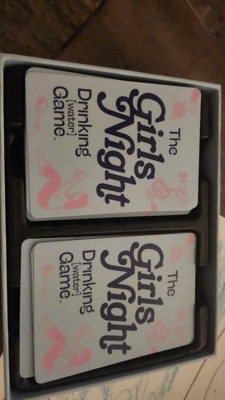 The
Girls
Night
Drinking
[water]
Game.
The
Girls
Night
Drinking
[water]
Game.